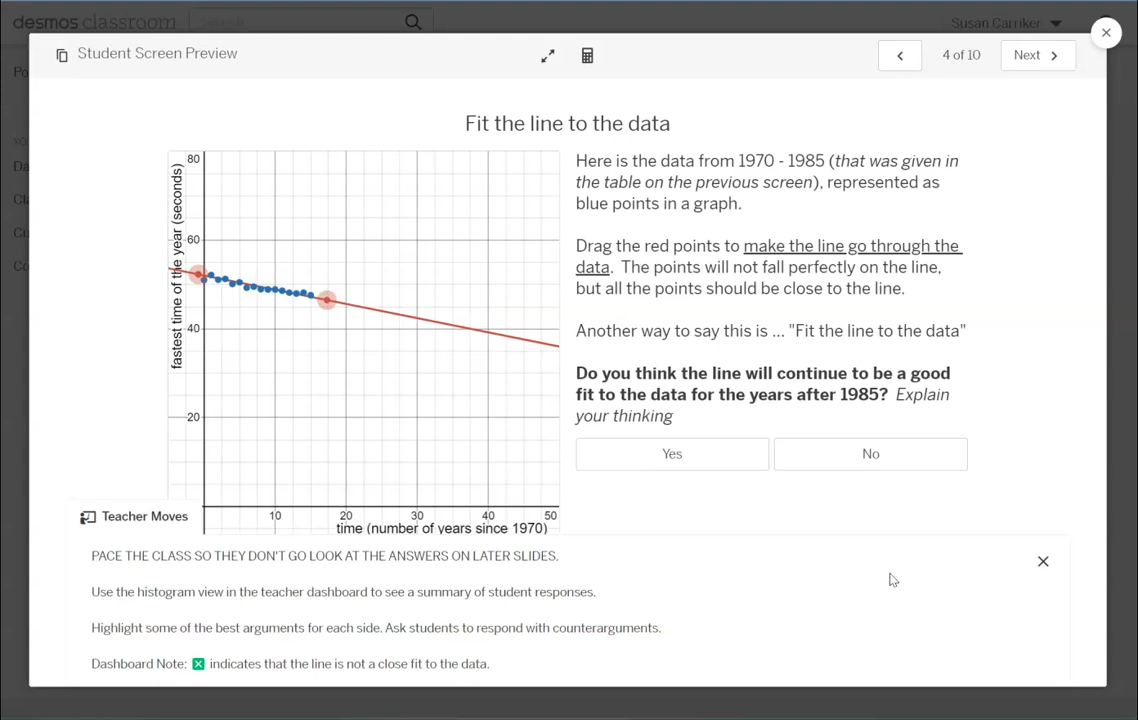 desmos classroom
Search
Susan Carriker
Student Screen Preview
4 of 10
Next
Fit the line to the data
80
60
40
20
10
20
30
40
50
fastest time of the year (seconds)
time (number of years since 1970)
Here is the data from 1970 - 1985 (that was given in
the table on the previous screen), represented as
blue points in a graph.
Drag the red points to make the line go through the
data. The points will not fall perfectly on the line,
but all the points should be close to the line.
Another way to say this is ... "Fit the line to the data"
Do you think the line will continue to be a good
fit to the data for the years after 1985? Explain
your thinking
Yes
No
Teacher Moves
PACE THE CLASS SO THEY DON'T GO LOOK AT THE ANSWERS ON LATER SLIDES.
Use the histogram view in the teacher dashboard to see a summary of student responses.
Highlight some of the best arguments for each side. Ask students to respond with counterarguments.
Dashboard Note: indicates that the line is not a close fit to the data.